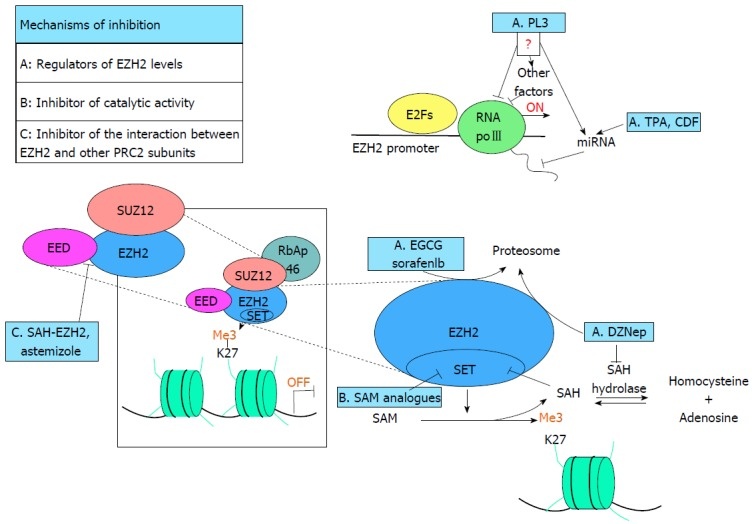 Mechanisms of inhibition
A: Regulators of EZH2 levels
B: Inhibitor of catalytic activity
C: Inhibitor of the interaction between
EZH2 and other PRC2 subunits
A. PL3
?
Other
factors
ON
E2Fs
RNA
po III
EZH2 promoter
A. TPA, CDF
miRNA
SUZ12
EED
EZH2
C. SAH-EZH2,
astemizole
RbAp
46
SUZ12
EED
EZH2
SET
Me3
K27
OFF
A. EGCG
sorafenlb
Proteosome
EZH2
SET
A. DZNep
B. SAM analogues
SAM
SAH
SAH
hydrolase
Homocysteine
+
Adenosine
Me3
K27